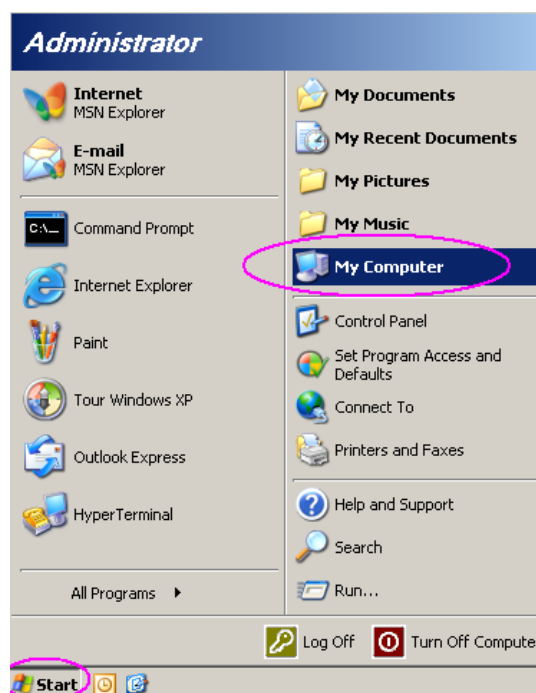 Administrator
Internet
MSN Explorer
E-mail
MSN Explorer
C:\_
Command Prompt
Internet Explorer
Paint
Tour Windows XP
Outlook Express
HyperTerminal
All Programs
My Documents
My Recent Documents
My Pictures
My Music
My Computer
Control Panel
Set Program Access and
Defaults
Connect To
Printers and Faxes
Help and Support
Search
Run...
Log Off
Turn Off Compute
Start